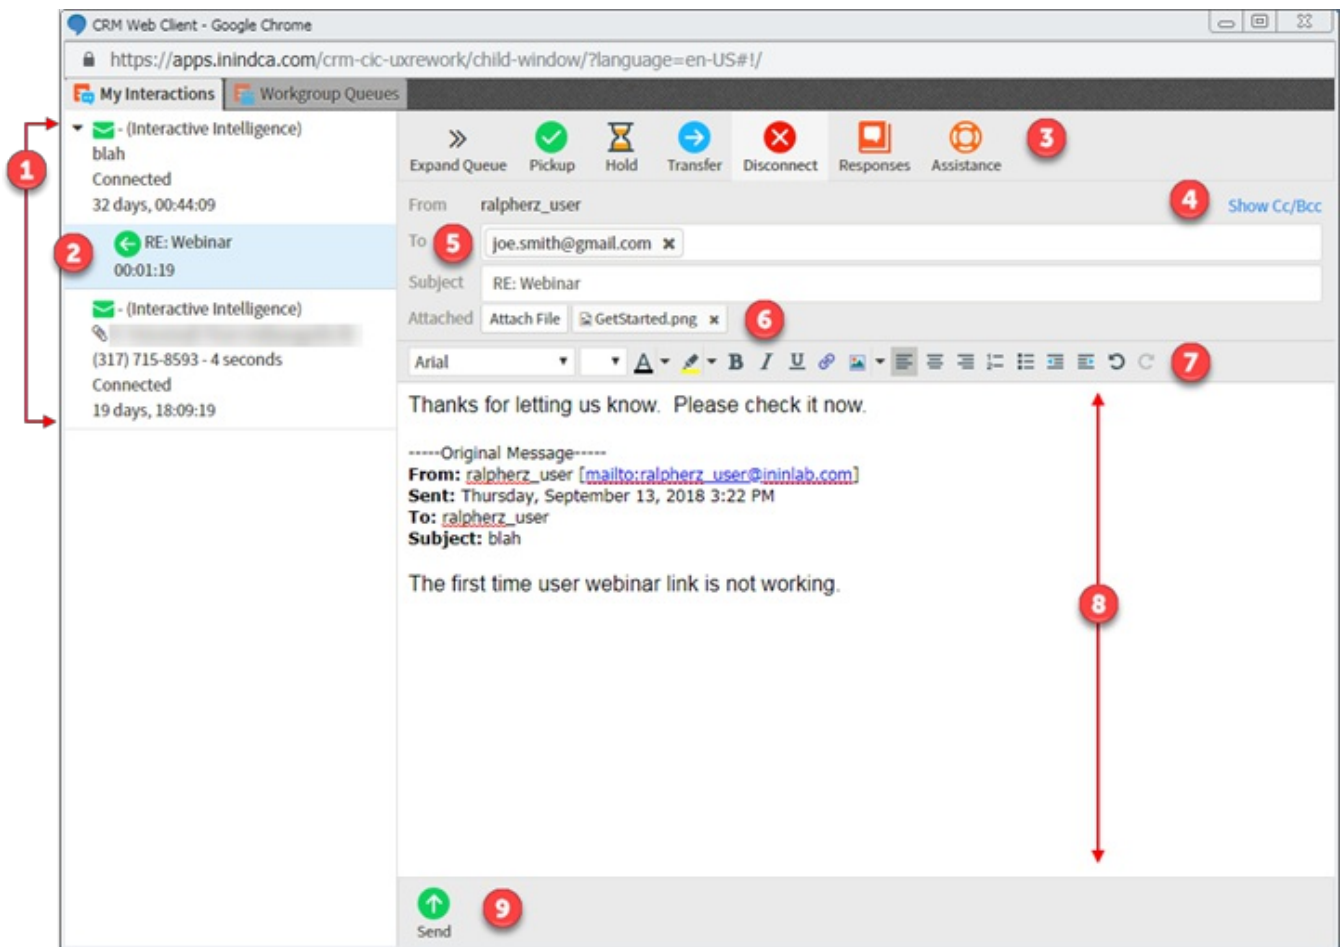 CRM Web Client - Google Chrome
https://apps.inindca.com/crm-cic-uxrework/child-window/?language=en-US#!/
My Interactions Workgroup Queues
- (Interactive Intelligence)
blah
Connected
32 days, 00:44:09
1
RE: Webinar
00:01:19
2
- (Interactive Intelligence)
(317) 715-8593 - 4 seconds
Connected
19 days, 18:09:19
Expand Queue Pickup Hold Transfer Disconnect Responses Assistance
3
From ralpherz_user
4
Show Cc/Bcc
To 5 joe.smith@gmail.com
Subject RE: Webinar
Attached Attach File GetStarted.png 6
Arial A B I U 7
Thanks for letting us know. Please check it now.
-----Original Message-----
From: ralpherz_user [mailto:ralpherz_user@ininlab.com]
Sent: Thursday, September 13, 2018 3:22 PM
To: ralpherz_user
Subject: blah
The first time user webinar link is not working.
8
Send
9